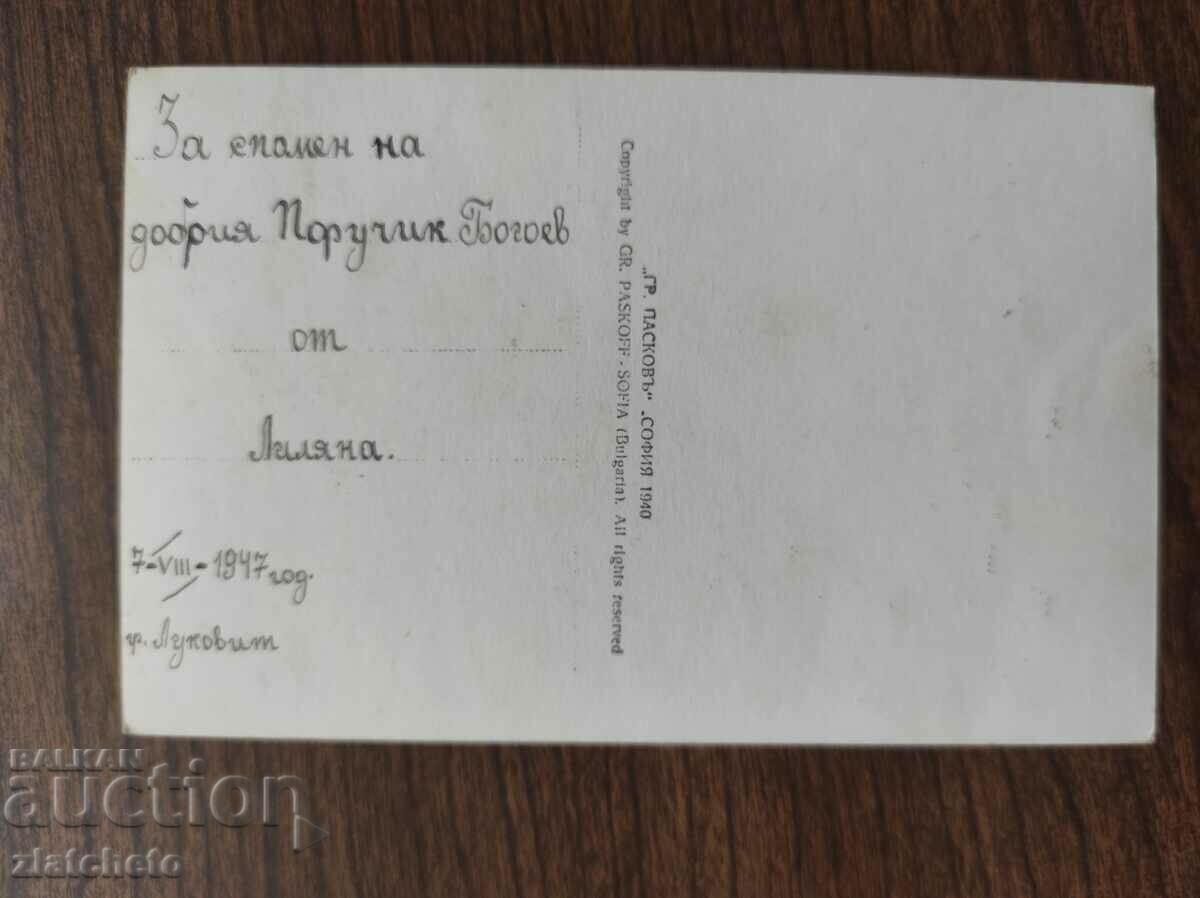 За спомен на
добрия Поручик Богоев
от
Лиляна.
7-VIII-1947 год.
гр. Луковит
„ГР. ПАСКОВЪ" - СОФИЯ 1940
Copyright by GR. PASKOFF - SOFIA (Bulgaria). All rights reserved
BALKAN
auction
zlatcheto